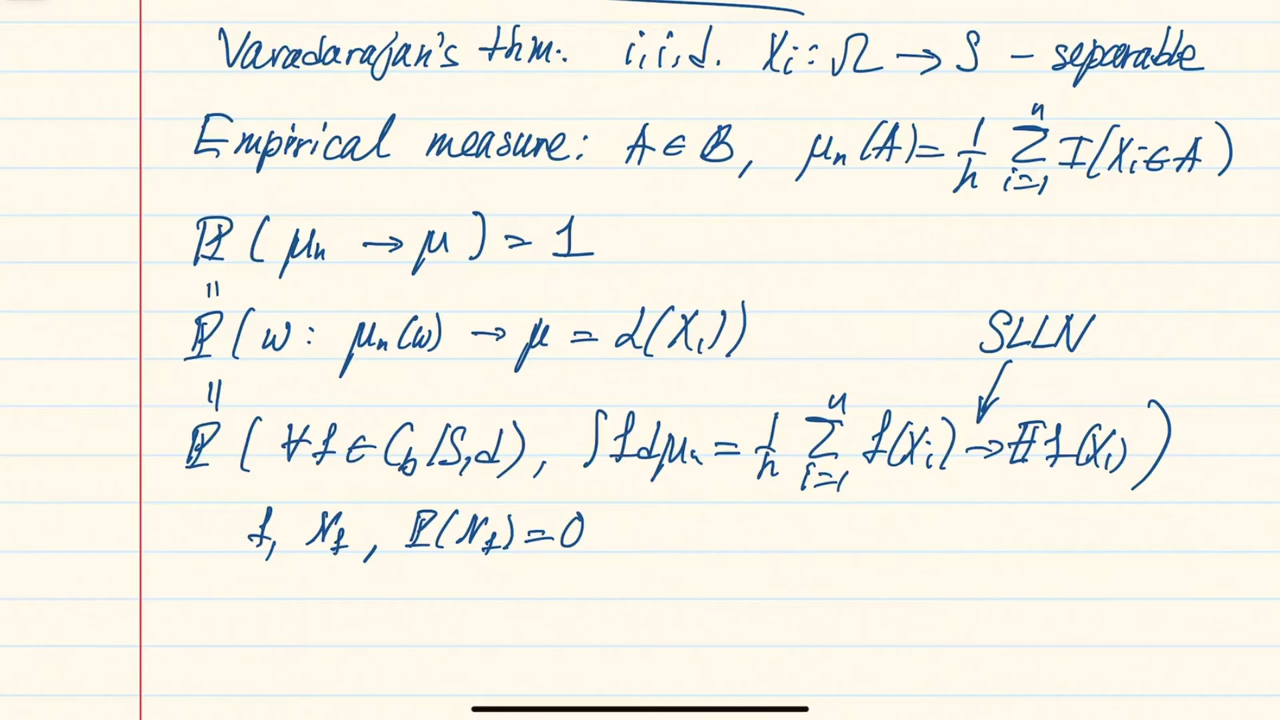 Varadarajan's thm: i.i.d. Xᵢ : Ω → S – separable
Empirical measure: A ∈ 𝓑, μₙ(A) = 1/n ∑ᵢ₌₁ⁿ I(Xᵢ ∈ A)
ℙ(μₙ → μ) = 1
=
ℙ(ω : μₙ(ω) → μ = ℒ(X₁))
SLLN
=
ℙ(∀f ∈ C_b(S,d), ∫f dμₙ = 1/n ∑ᵢ₌₁ⁿ f(Xᵢ) → 𝔼f(X₁))
f, N_f, ℙ(N_f) = 0